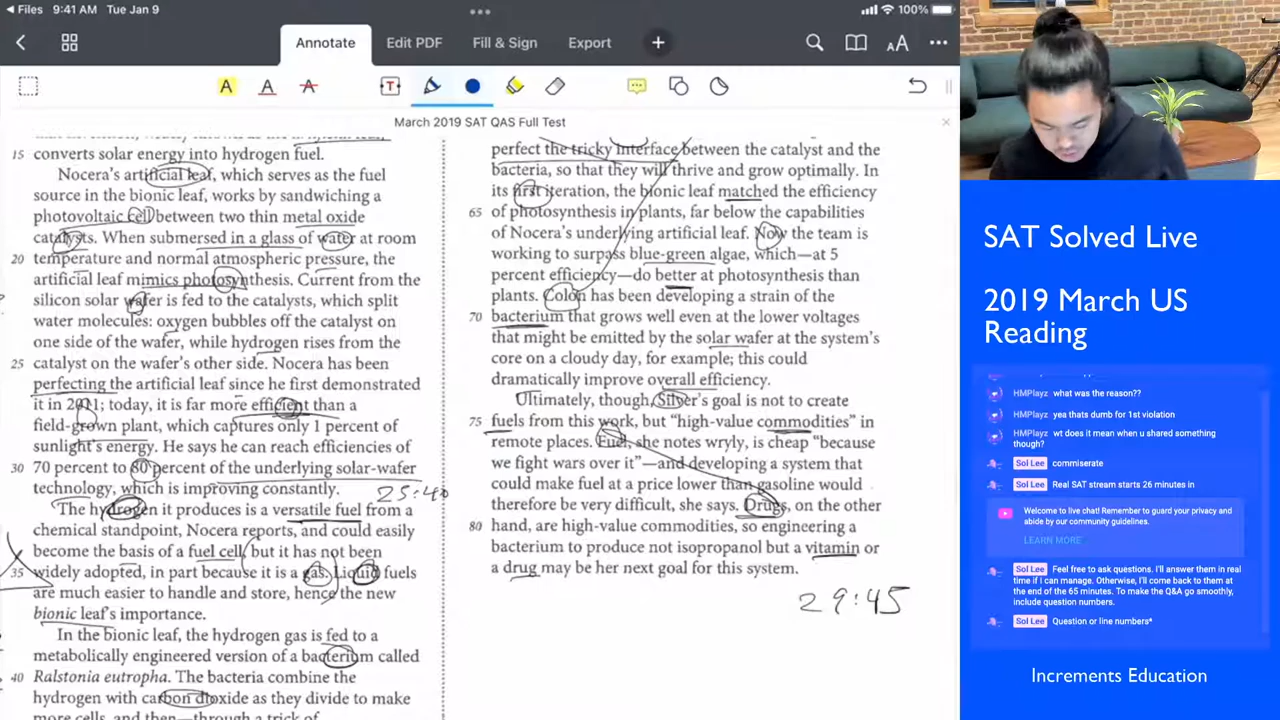 Files 9:41 AM Tue Jan 9 100%
Annotate Edit PDF Fill & Sign Export
March 2019 SAT QAS Full Test
15 converts solar energy into hydrogen fuel.
Nocera's artificial leaf, which serves as the fuel
source in the bionic leaf, works by sandwiching a
photovoltaic cell between two thin metal oxide
catalysts. When submersed in a glass of water at room
20 temperature and normal atmospheric pressure, the
artificial leaf mimics photosynthesis. Current from the
silicon solar wafer is fed to the catalysts, which split
water molecules: oxygen bubbles off the catalyst on
one side of the wafer, while hydrogen rises from the
25 catalyst on the wafer's other side. Nocera has been
perfecting the artificial leaf since he first demonstrated
it in 2011; today, it is far more efficient than a
field-grown plant, which captures only 1 percent of
sunlight's energy. He says he can reach efficiencies of
30 70 percent to 80 percent of the underlying solar-wafer
technology, which is improving constantly. 25:40
The hydrogen it produces is a versatile fuel from a
chemical standpoint, Nocera reports, and could easily
become the basis of a fuel cell, but it has not been
35 widely adopted, in part because it is a gas. Liquid fuels
are much easier to handle and store, hence the new
bionic leaf's importance.
In the bionic leaf, the hydrogen gas is fed to a
metabolically engineered version of a bacterium called
40 Ralstonia eutropha. The bacteria combine the
hydrogen with carbon dioxide as they divide to make
more cells, and then—through a trick of
perfect the tricky interface between the catalyst and the
bacteria, so that they will thrive and grow optimally. In
its first iteration, the bionic leaf matched the efficiency
65 of photosynthesis in plants, far below the capabilities
of Nocera's underlying artificial leaf. Now the team is
working to surpass blue-green algae, which—at 5
percent efficiency—do better at photosynthesis than
plants. Colón has been developing a strain of the
70 bacterium that grows well even at the lower voltages
that might be emitted by the solar wafer at the system's
core on a cloudy day, for example; this could
dramatically improve overall efficiency.
Ultimately, though, Silver's goal is not to create
75 fuels from this work, but "high-value commodities" in
remote places. Fuel, she notes wryly, is cheap "because
we fight wars over it"—and developing a system that
could make fuel at a price lower than gasoline would
therefore be very difficult, she says. Drugs, on the other
80 hand, are high-value commodities, so engineering a
bacterium to produce not isopropanol but a vitamin or
a drug may be her next goal for this system.
29:45
SAT Solved Live
2019 March US
Reading
HMPlayz what was the reason??
HMPlayz yea thats dumb for 1st violation
HMPlayz wt does it mean when u shared something
though?
Sol Lee commiserate
Sol Lee Real SAT stream starts 26 minutes in
Welcome to live chat! Remember to guard your privacy and
abide by our community guidelines.
LEARN MORE
Sol Lee Feel free to ask questions. I'll answer them in real
time if I can manage. Otherwise, I'll come back to them at
the end of the 65 minutes. To make the Q&A go smoothly,
include question numbers.
Sol Lee Question or line numbers*
Increments Education